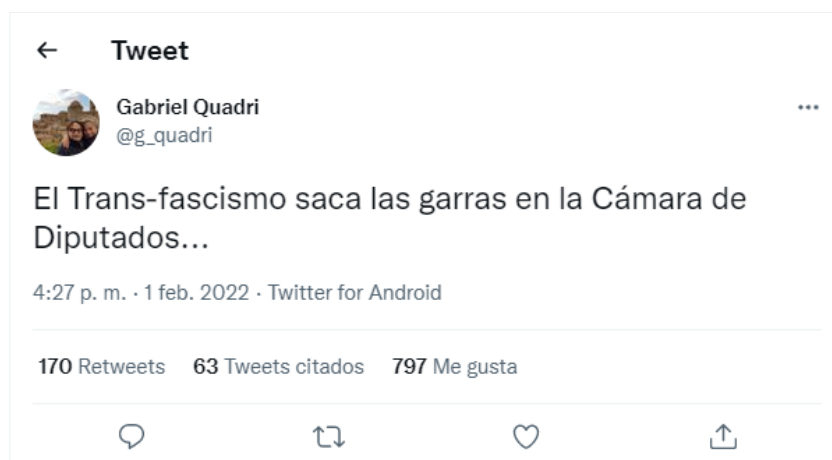 Tweet
Gabriel Quadri
@g_quadri
El Trans-fascismo saca las garras en la Cámara de
Diputados...
4:27 p. m. · 1 feb. 2022 · Twitter for Android
170 Retweets 63 Tweets citados 797 Me gusta